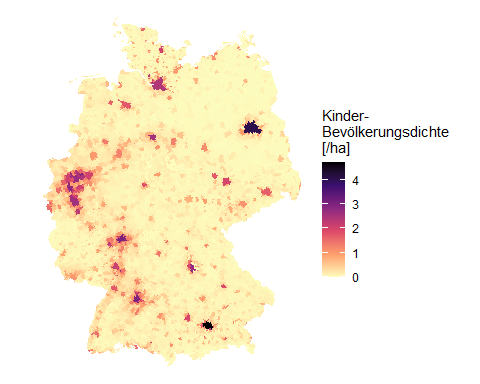 Kinder-
Bevölkerungsdichte
[/ha]
4
3
2
1
0